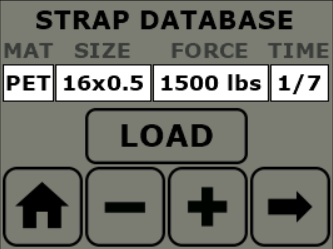 STRAP DATABASE
MAT SIZE FORCE TIME
PET 16x0.5 1500 lbs 1/7
LOAD